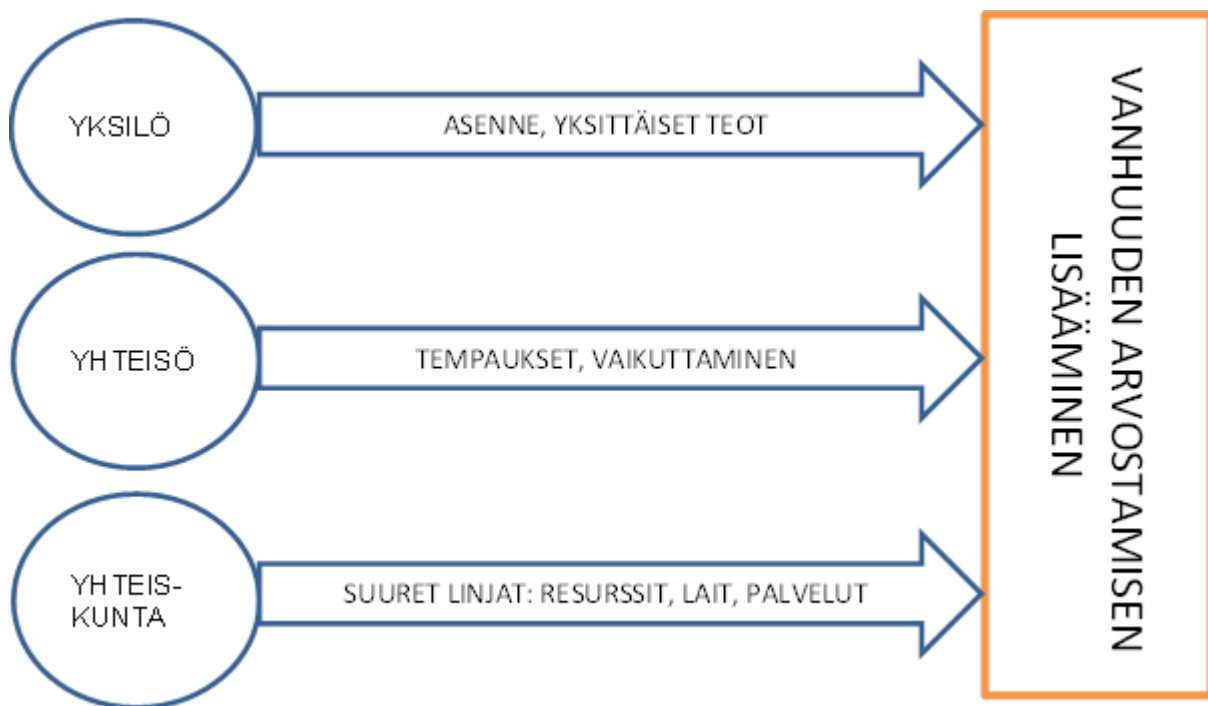 YKSILÖ
ASENNE, YKSITTÄISET TEOT
YHTEISÖ
TEMPAUKSET, VAIKUTTAMINEN
YHTEIS-
KUNTA
SUURET LINJAT: RESURSSIT, LAIT, PALVELUT
VANHUUDEN ARVOSTAMISEN
LISÄÄMINEN